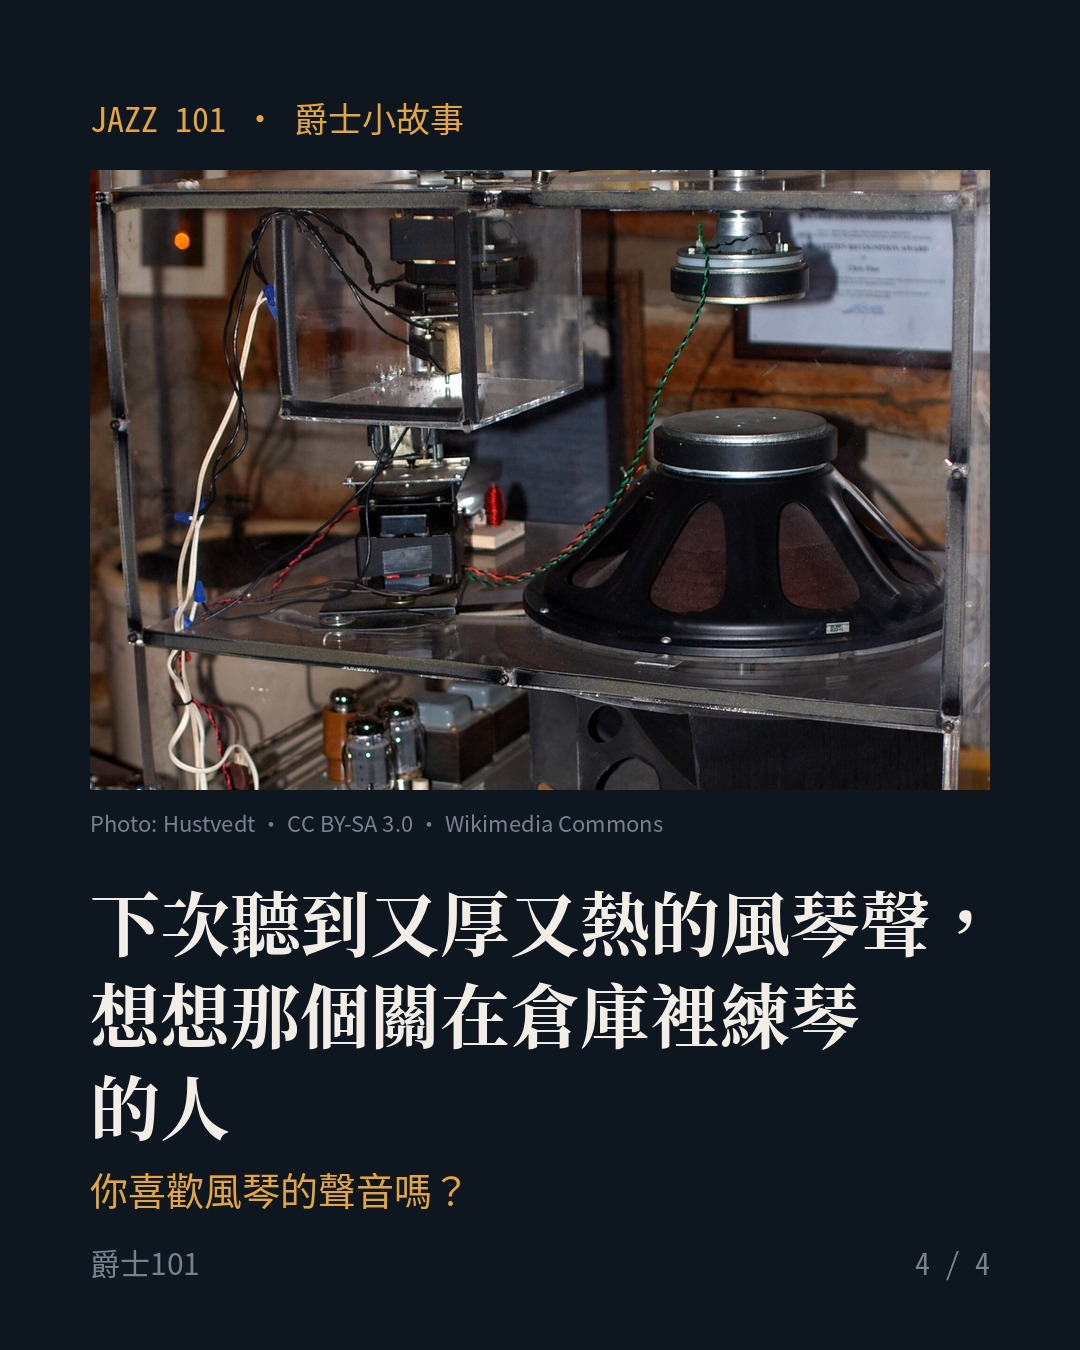 JAZZ 101 · 爵士小故事
Photo: Hustvedt · CC BY-SA 3.0 · Wikimedia Commons
下次聽到又厚又熱的風琴聲，
想想那個關在倉庫裡練琴
的人
你喜歡風琴的聲音嗎？
爵士101
4 / 4